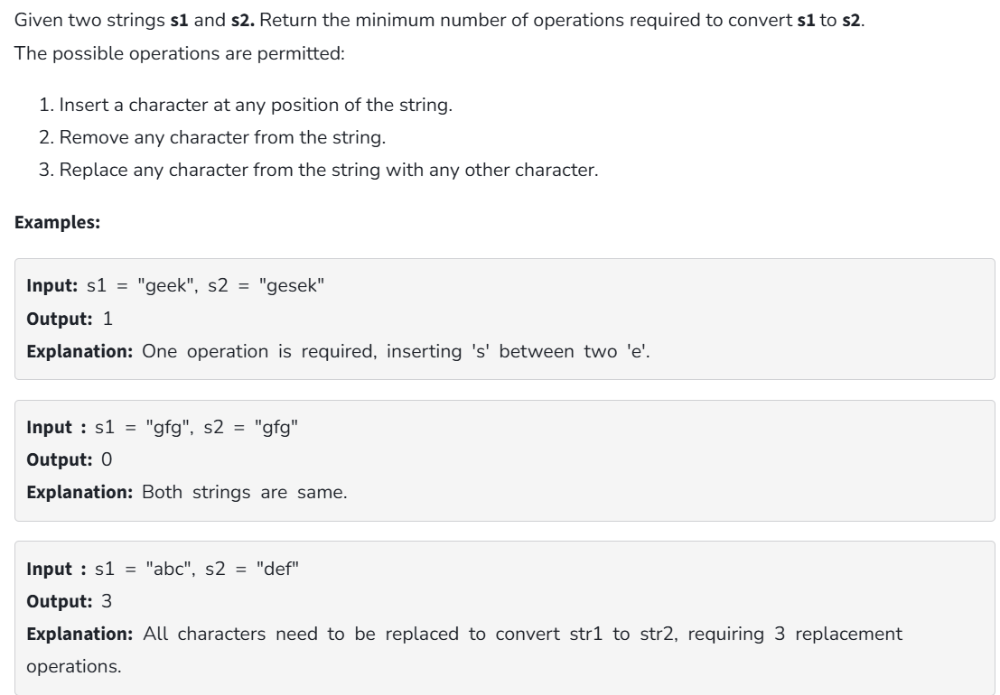 Given two strings s1 and s2. Return the minimum number of operations required to convert s1 to s2.
The possible operations are permitted:
1. Insert a character at any position of the string.
2. Remove any character from the string.
3. Replace any character from the string with any other character.
Examples:
Input: s1 = "geek", s2 = "gesek"
Output: 1
Explanation: One operation is required, inserting 's' between two 'e'.
Input : s1 = "gfg", s2 = "gfg"
Output: 0
Explanation: Both strings are same.
Input : s1 = "abc", s2 = "def"
Output: 3
Explanation: All characters need to be replaced to convert str1 to str2, requiring 3 replacement
operations.